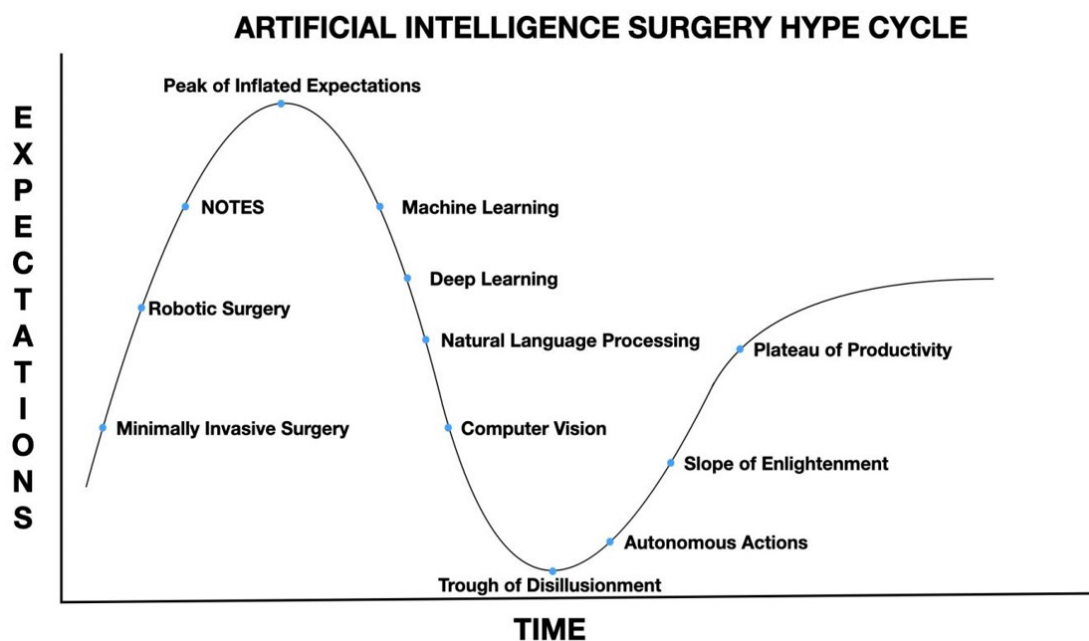 ARTIFICIAL INTELLIGENCE SURGERY HYPE CYCLE
EXPECTATIONS
Peak of Inflated Expectations
NOTES
Machine Learning
Deep Learning
Robotic Surgery
Natural Language Processing
Plateau of Productivity
Minimally Invasive Surgery
Computer Vision
Slope of Enlightenment
Autonomous Actions
Trough of Disillusionment
TIME